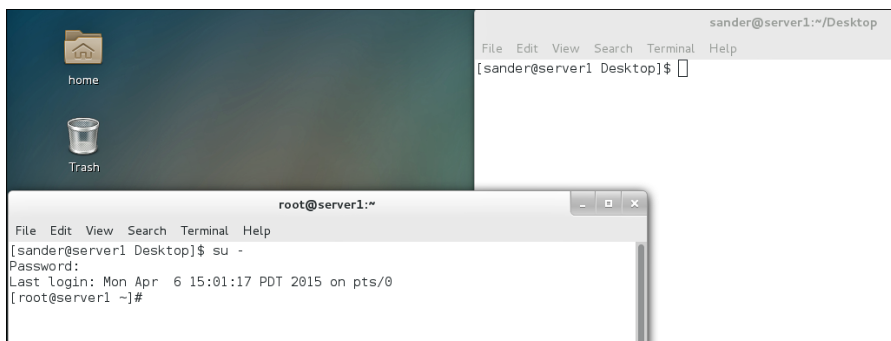 home
Trash
sander@server1:~/Desktop
File Edit View Search Terminal Help
[sander@server1 Desktop]$
root@server1:~
File Edit View Search Terminal Help
[sander@server1 Desktop]$ su -
Password:
Last login: Mon Apr  6 15:01:17 PDT 2015 on pts/0
[root@server1 ~]#